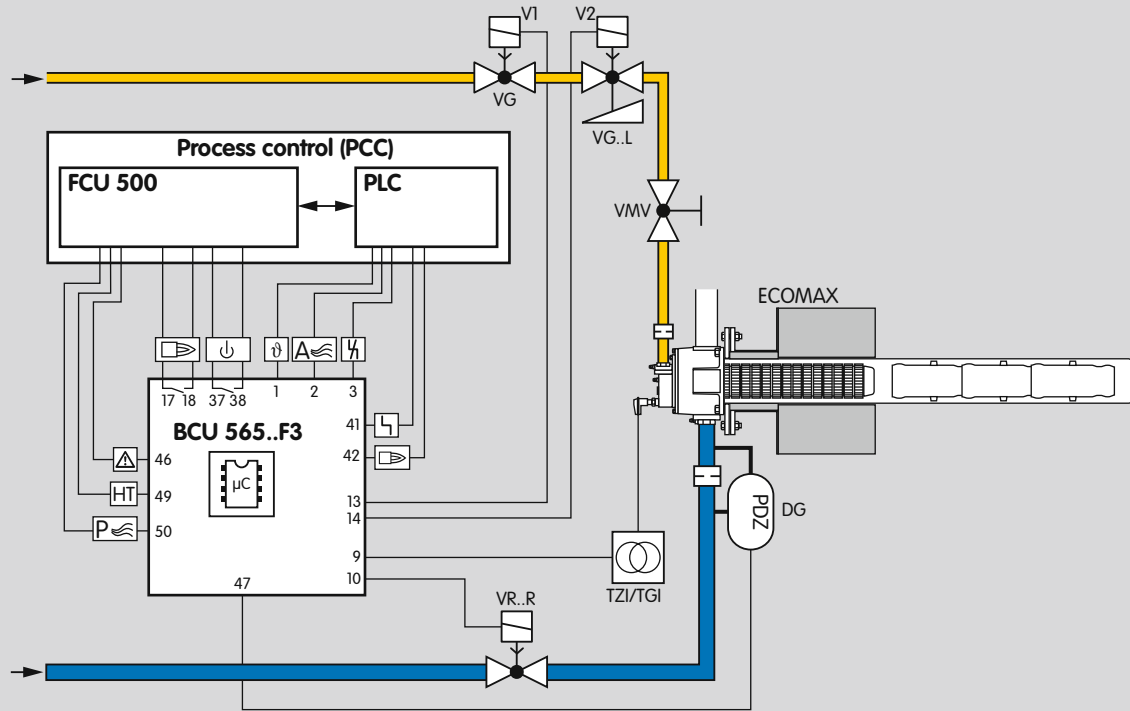 V1
V2
VG
VG..L
Process control (PCC)
FCU 500
PLC
VMV
ECOMAX
ϑ
A
17 18
37 38
1
2
3
BCU 565..F3
41
42
µC
46
HT
49
P
50
13
14
9
10
47
PDZ
DG
TZI/TGI
VR..R